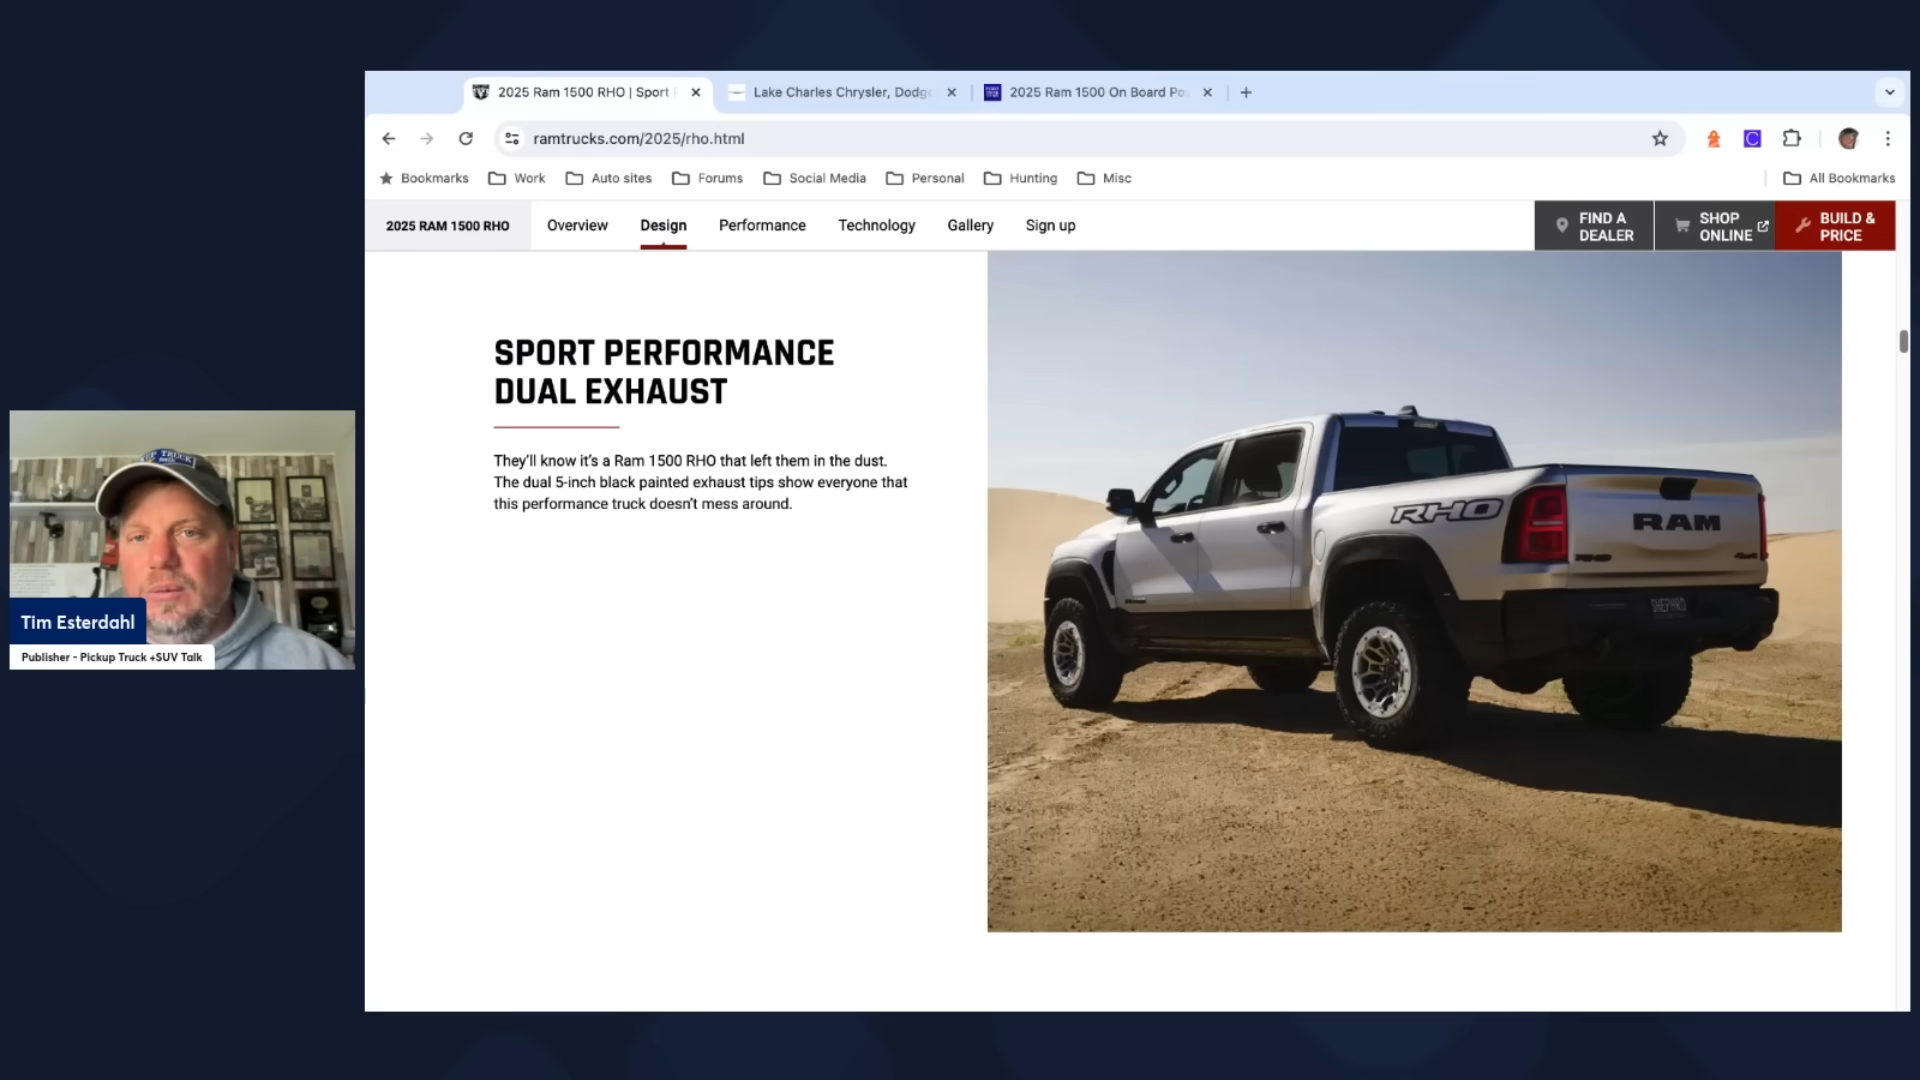 2025 Ram 1500 RHO | Sport
Lake Charles Chrysler, Dodg
2025 Ram 1500 On Board Po
ramtrucks.com/2025/rho.html
Bookmarks
Work
Auto sites
Forums
Social Media
Personal
Hunting
Misc
All Bookmarks
2025 RAM 1500 RHO
Overview
Design
Performance
Technology
Gallery
Sign up
FIND A
DEALER
SHOP
ONLINE
BUILD &
PRICE
SPORT PERFORMANCE
DUAL EXHAUST
They'll know it's a Ram 1500 RHO that left them in the dust.
The dual 5-inch black painted exhaust tips show everyone that
this performance truck doesn't mess around.
RHO
RAM
RHO
4x4
TRUCK
Tim Esterdahl
Publisher - Pickup Truck +SUV Talk